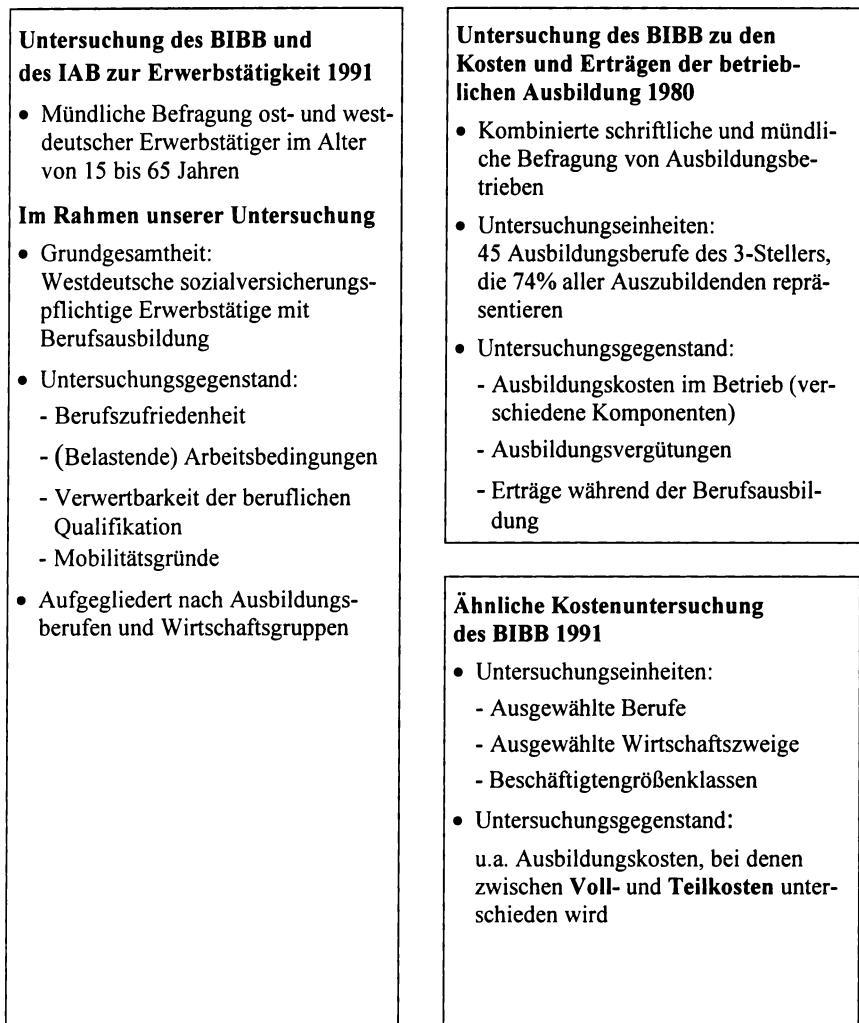 Untersuchung des BIBB und
des IAB zur Erwerbstätigkeit 1991
• Mündliche Befragung ost- und west-
deutscher Erwerbstätiger im Alter
von 15 bis 65 Jahren
Im Rahmen unserer Untersuchung
• Grundgesamtheit:
Westdeutsche sozialversicherungs-
pflichtige Erwerbstätige mit
Berufsausbildung
• Untersuchungsgegenstand:
- Berufszufriedenheit
- (Belastende) Arbeitsbedingungen
- Verwertbarkeit der beruflichen
Qualifikation
- Mobilitätsgründe
• Aufgegliedert nach Ausbildungs-
berufen und Wirtschaftsgruppen
Untersuchung des BIBB zu den
Kosten und Erträgen der betrieb-
lichen Ausbildung 1980
• Kombinierte schriftliche und mündli-
che Befragung von Ausbildungsbe-
trieben
• Untersuchungseinheiten:
45 Ausbildungsberufe des 3-Stellers,
die 74% aller Auszubildenden reprä-
sentieren
• Untersuchungsgegenstand:
- Ausbildungskosten im Betrieb (ver-
schiedene Komponenten)
- Ausbildungsvergütungen
- Erträge während der Berufsausbil-
dung
Ähnliche Kostenuntersuchung
des BIBB 1991
• Untersuchungseinheiten:
- Ausgewählte Berufe
- Ausgewählte Wirtschaftszweige
- Beschäftigtengrößenklassen
• Untersuchungsgegenstand:
u.a. Ausbildungskosten, bei denen
zwischen Voll- und Teilkosten unter-
schieden wird